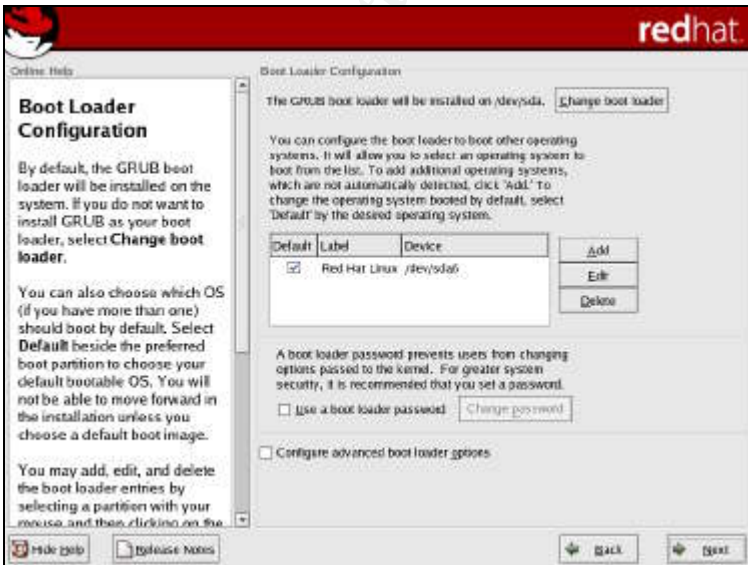 redhat.
Online Help
Boot Loader
Configuration
By default, the GRUB boot
loader will be installed on the
system. If you do not want to
install GRUB as your boot
loader, select Change boot
loader.
You can also choose which OS
(if you have more than one)
should boot by default. Select
Default beside the preferred
boot partition to choose your
default bootable OS. You will
not be able to move forward in
the installation unless you
choose a default boot image.
You may add, edit, and delete
the boot loader entries by
selecting a partition with your
mouse and then clicking on the
Boot Loader Configuration
The GRUB boot loader will be installed on /dev/sda. Change boot loader
You can configure the boot loader to boot other operating
systems. It will allow you to select an operating system to
boot from the list. To add additional operating systems,
which are not automatically detected, click 'Add.' To
change the operating system booted by default, select
'Default' by the desired operating system.
Default Label Device
Red Hat Linux /dev/sda6
Add
Edit
Delete
A boot loader password prevents users from changing
options passed to the kernel. For greater system
security, it is recommended that you set a password.
Use a boot loader password Change password
Configure advanced boot loader options
Hide Help Release Notes Back Next